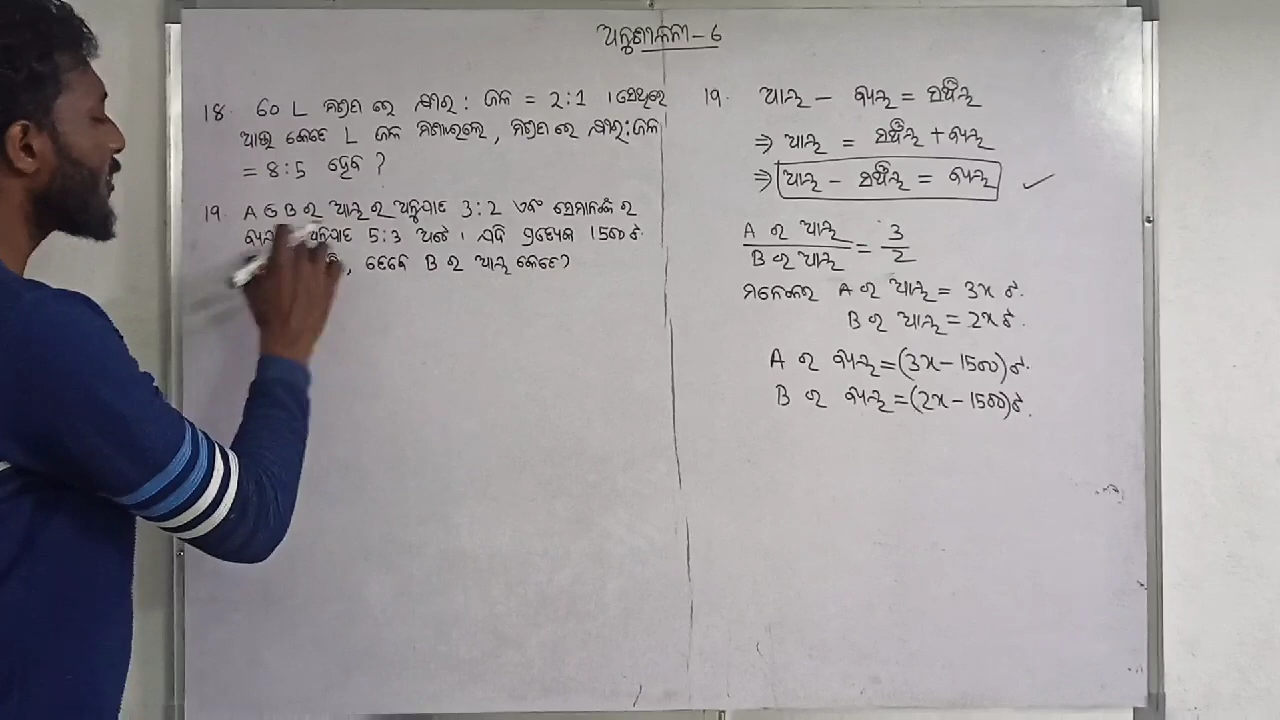 ଅନୁଶୀଳନୀ - ୬
18. 60 L ମିଶ୍ରଣ ରେ କ୍ଷୀର : ଜଳ = 2:1 । ସେଥିରେ
ଆଉ କେତେ L ଜଳ ମିଶାଇଲେ, ମିଶ୍ରଣ ରେ କ୍ଷୀର:ଜଳ
= 8:5 ହେବ ?
19. A ଓ B ର ଆୟ ର ଅନୁପାତ 3:2 ଏବଂ ସେମାନଙ୍କ ର
5:3 ଅଟେ । ଯଦି ପ୍ରତ୍ୟେକ 1500 ଟ.
ତେବେ B ର ଆୟ କେତେ?
19. ଆୟ - ବ୍ୟୟ = ସଞ୍ଚୟ
⇒ ଆୟ = ସଞ୍ଚୟ + ବ୍ୟୟ
⇒ ଆୟ - ସଞ୍ଚୟ = ବ୍ୟୟ ✓
A ର ଆୟ / B ର ଆୟ = 3/2
ମନେକର A ର ଆୟ = 3x ଟ.
B ର ଆୟ = 2x ଟ.
A ର ବ୍ୟୟ = (3x - 1500) ଟ.
B ର ବ୍ୟୟ = (2x - 1500) ଟ.